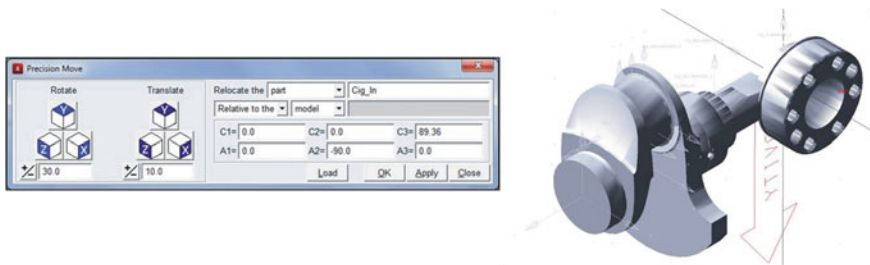 Precision Move
Rotate
Translate
Relocate the part Cig_In
Relative to the model
Y
Z X
Y
Z X
C1= 0.0 C2= 0.0 C3= 89.36
A1= 0.0 A2= -90.0 A3= 0.0
+/- 30.0
+/- 10.0
Load OK Apply Close